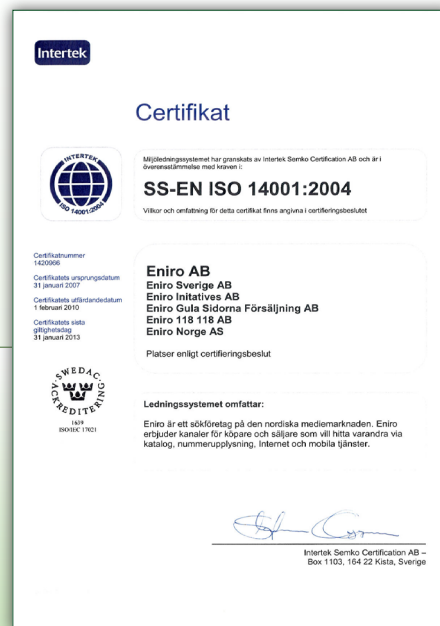 Intertek
Certifikat
INTERTEK
ISO 14001:2004
Miljöledningssystemet har granskats av Intertek Semko Certification AB och är i
överensstämmelse med kraven i:
SS-EN ISO 14001:2004
Villkor och omfattning för detta certifikat finns angivna i certifieringsbeslutet
Certifikatnummer
1420966
Certifikatets ursprungsdatum
31 januari 2007
Certifikatets utfärdandedatum
1 februari 2010
Certifikatets sista
giltighetsdag
31 januari 2013
Eniro AB
Eniro Sverige AB
Eniro Initatives AB
Eniro Gula Sidorna Försäljning AB
Eniro 118 118 AB
Eniro Norge AS
Platser enligt certifieringsbeslut
SWEDAC
ACKREDITERING
1639
ISO/IEC 17021
Ledningssystemet omfattar:
Eniro är ett sökföretag på den nordiska mediemarknaden. Eniro
erbjuder kanaler för köpare och säljare som vill hitta varandra via
katalog, nummerupplysning, Internet och mobila tjänster.
Intertek Semko Certification AB –
Box 1103, 164 22 Kista, Sverige